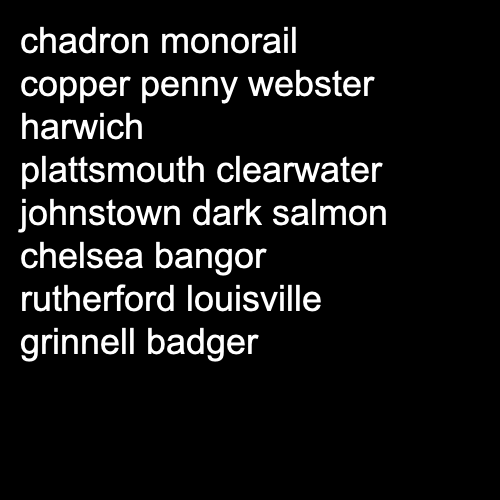 chadron monorail
copper penny webster
harwich
plattsmouth clearwater
johnstown dark salmon
chelsea bangor
rutherford louisville
grinnell badger